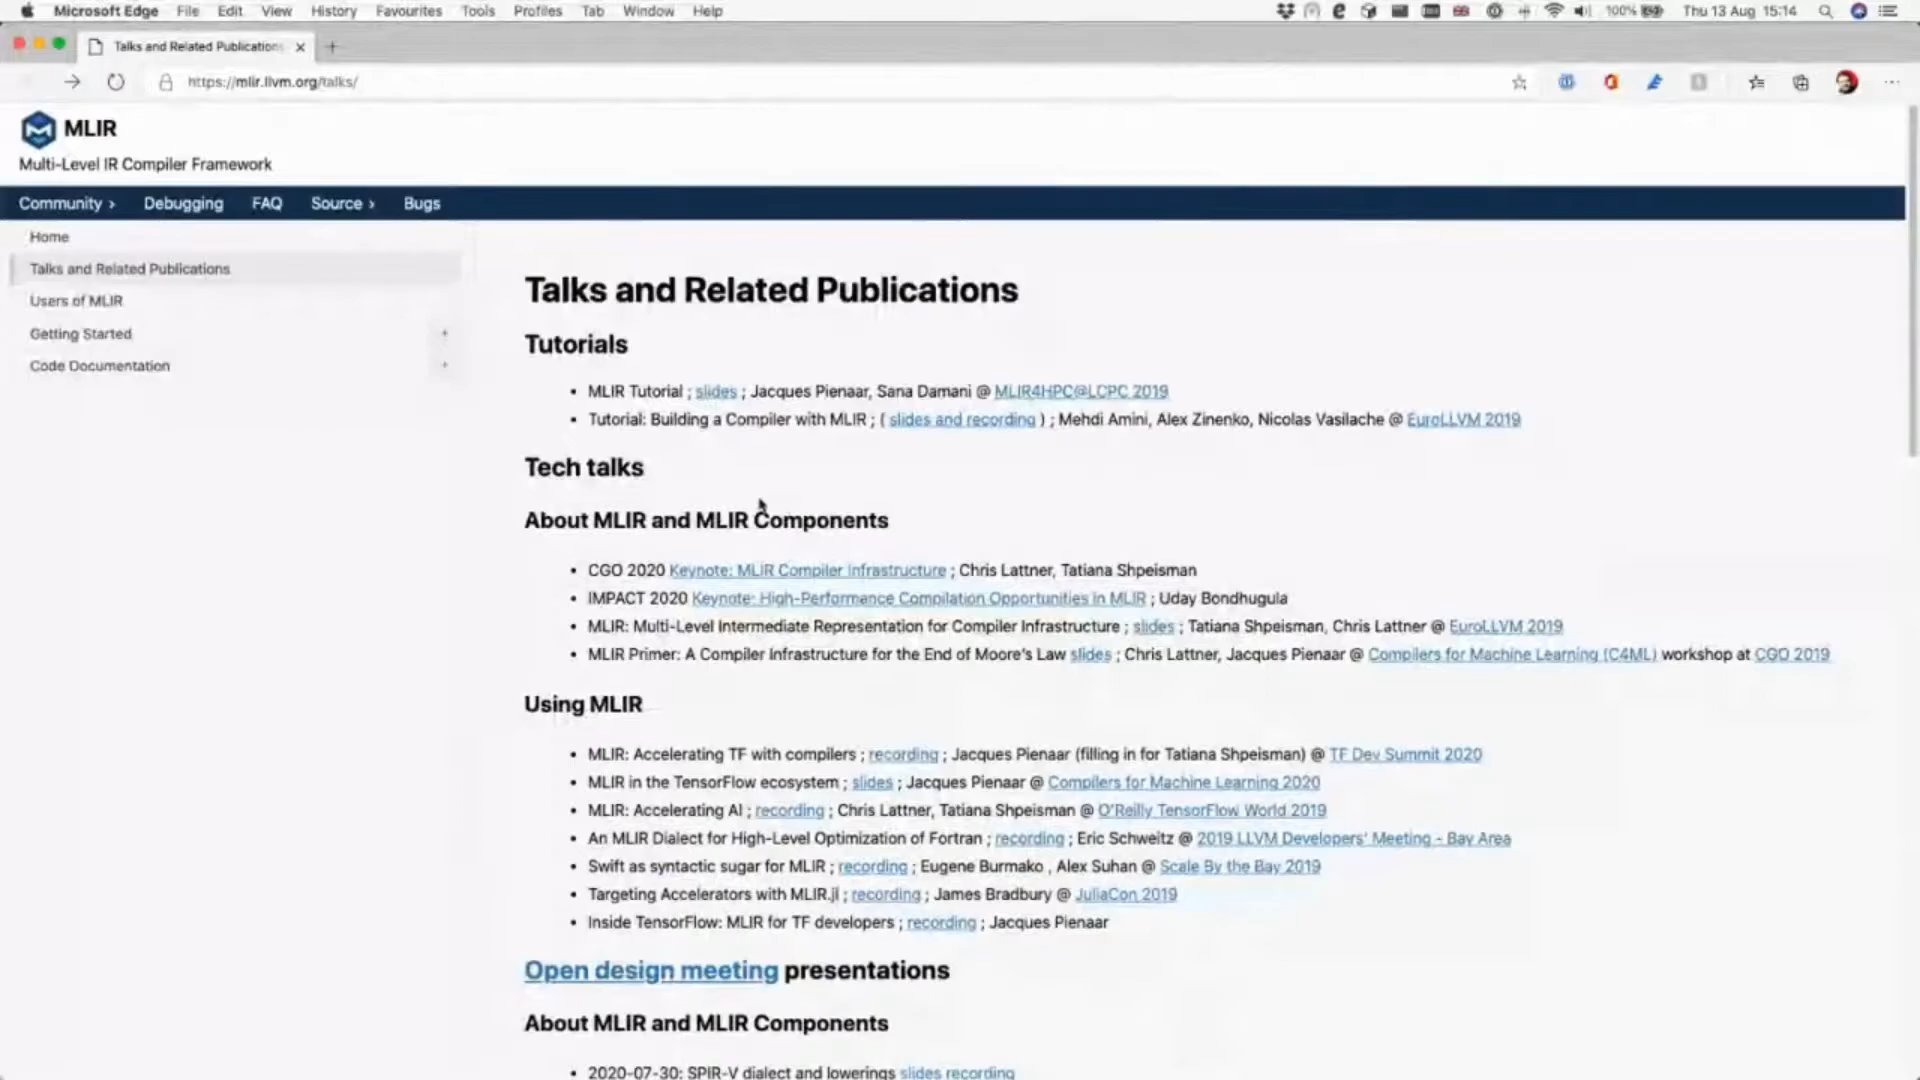 Microsoft Edge File Edit View History Favourites Tools Profiles Tab Window Help 100% Thu 13 Aug 15:14
Talks and Related Publications
https://mlir.llvm.org/talks/
MLIR
Multi-Level IR Compiler Framework
Community › Debugging FAQ Source › Bugs
Home
Talks and Related Publications
Users of MLIR
Getting Started +
Code Documentation +
Talks and Related Publications
Tutorials
• MLIR Tutorial ; slides ; Jacques Pienaar, Sana Damani @ MLIR4HPC@LCPC 2019
• Tutorial: Building a Compiler with MLIR ; ( slides and recording ) ; Mehdi Amini, Alex Zinenko, Nicolas Vasilache @ EuroLLVM 2019
Tech talks
About MLIR and MLIR Components
• CGO 2020 Keynote: MLIR Compiler Infrastructure ; Chris Lattner, Tatiana Shpeisman
• IMPACT 2020 Keynote: High-Performance Compilation Opportunities in MLIR ; Uday Bondhugula
• MLIR: Multi-Level Intermediate Representation for Compiler Infrastructure ; slides ; Tatiana Shpeisman, Chris Lattner @ EuroLLVM 2019
• MLIR Primer: A Compiler Infrastructure for the End of Moore's Law slides ; Chris Lattner, Jacques Pienaar @ Compilers for Machine Learning (C4ML) workshop at CGO 2019
Using MLIR
• MLIR: Accelerating TF with compilers ; recording ; Jacques Pienaar (filling in for Tatiana Shpeisman) @ TF Dev Summit 2020
• MLIR in the TensorFlow ecosystem ; slides ; Jacques Pienaar @ Compilers for Machine Learning 2020
• MLIR: Accelerating AI ; recording ; Chris Lattner, Tatiana Shpeisman @ O'Reilly TensorFlow World 2019
• An MLIR Dialect for High-Level Optimization of Fortran ; recording ; Eric Schweitz @ 2019 LLVM Developers' Meeting - Bay Area
• Swift as syntactic sugar for MLIR ; recording ; Eugene Burmako , Alex Suhan @ Scale By the Bay 2019
• Targeting Accelerators with MLIR.jl ; recording ; James Bradbury @ JuliaCon 2019
• Inside TensorFlow: MLIR for TF developers ; recording ; Jacques Pienaar
Open design meeting presentations
About MLIR and MLIR Components
• 2020-07-30: SPIR-V dialect and lowerings slides recording